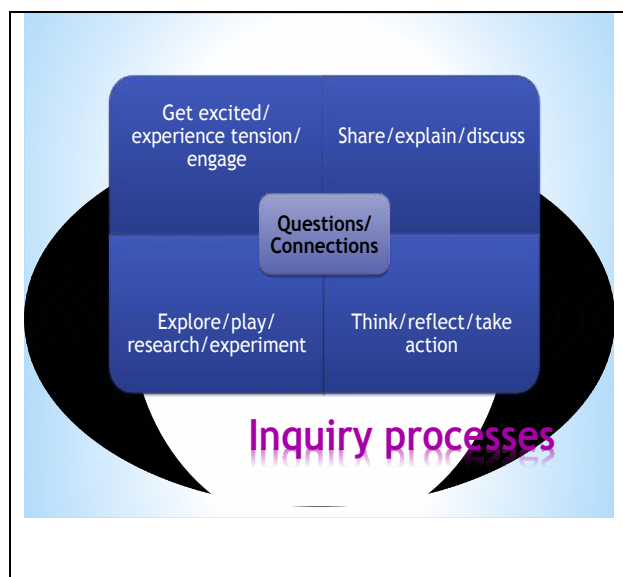 Get excited/
experience tension/
engage
Share/explain/discuss
Questions/
Connections
Explore/play/
research/experiment
Think/reflect/take
action
Inquiry processes